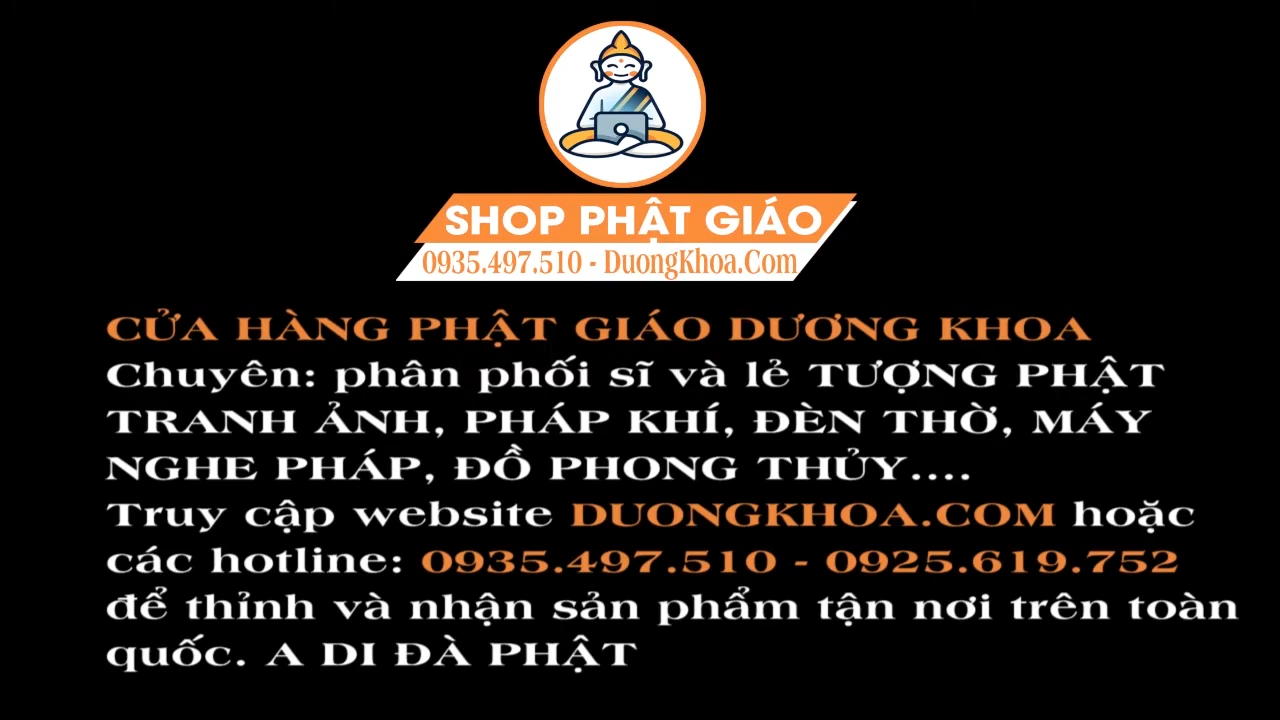 SHOP PHẬT GIÁO
0935.497.510 - DuongKhoa.Com
CỬA HÀNG PHẬT GIÁO DƯƠNG KHOA
Chuyên: phân phối sĩ và lẻ TƯỢNG PHẬT
TRANH ẢNH, PHÁP KHÍ, ĐÈN THỜ, MÁY
NGHE PHÁP, ĐỒ PHONG THỦY....
Truy cập website DUONGKHOA.COM hoặc
các hotline: 0935.497.510 - 0925.619.752
để thỉnh và nhận sản phẩm tận nơi trên toàn
quốc. A DI ĐÀ PHẬT